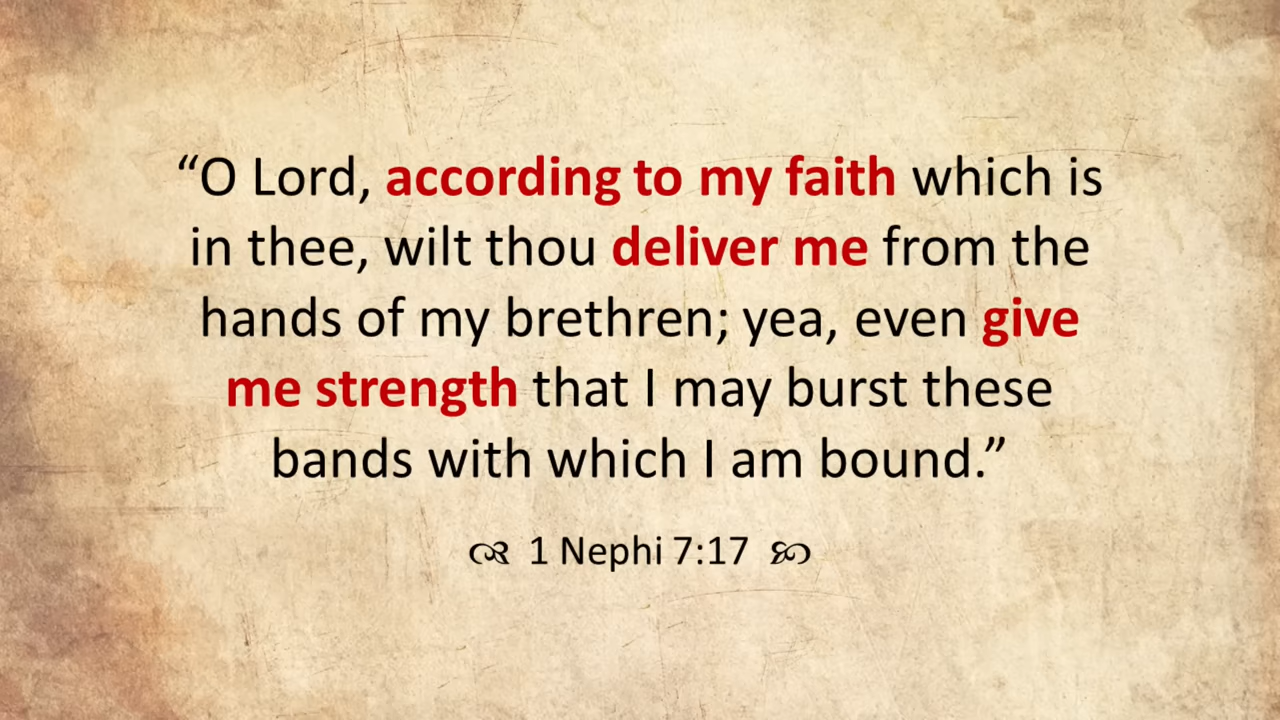 “O Lord, according to my faith which is
in thee, wilt thou deliver me from the
hands of my brethren; yea, even give
me strength that I may burst these
bands with which I am bound.”
1 Nephi 7:17